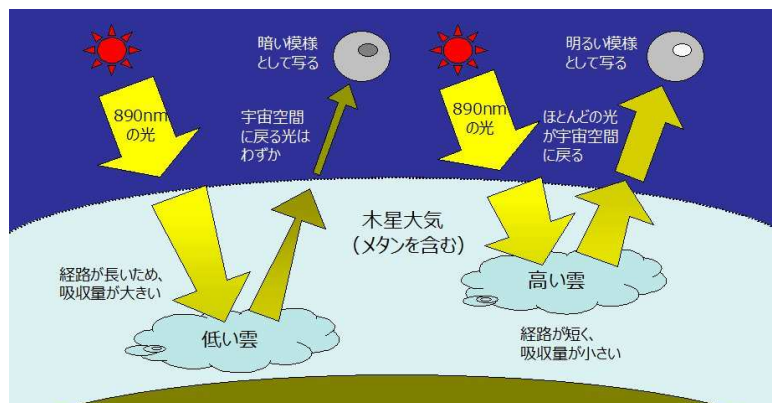 890nm
の光
暗い模様
として写る
宇宙空間
に戻る光は
わずか
経路が長いため、
吸収量が大きい
低い雲
木星大気
（メタンを含む）
890nm
の光
明るい模様
として写る
ほとんどの光
が宇宙空間
に戻る
高い雲
経路が短く、
吸収量が小さい